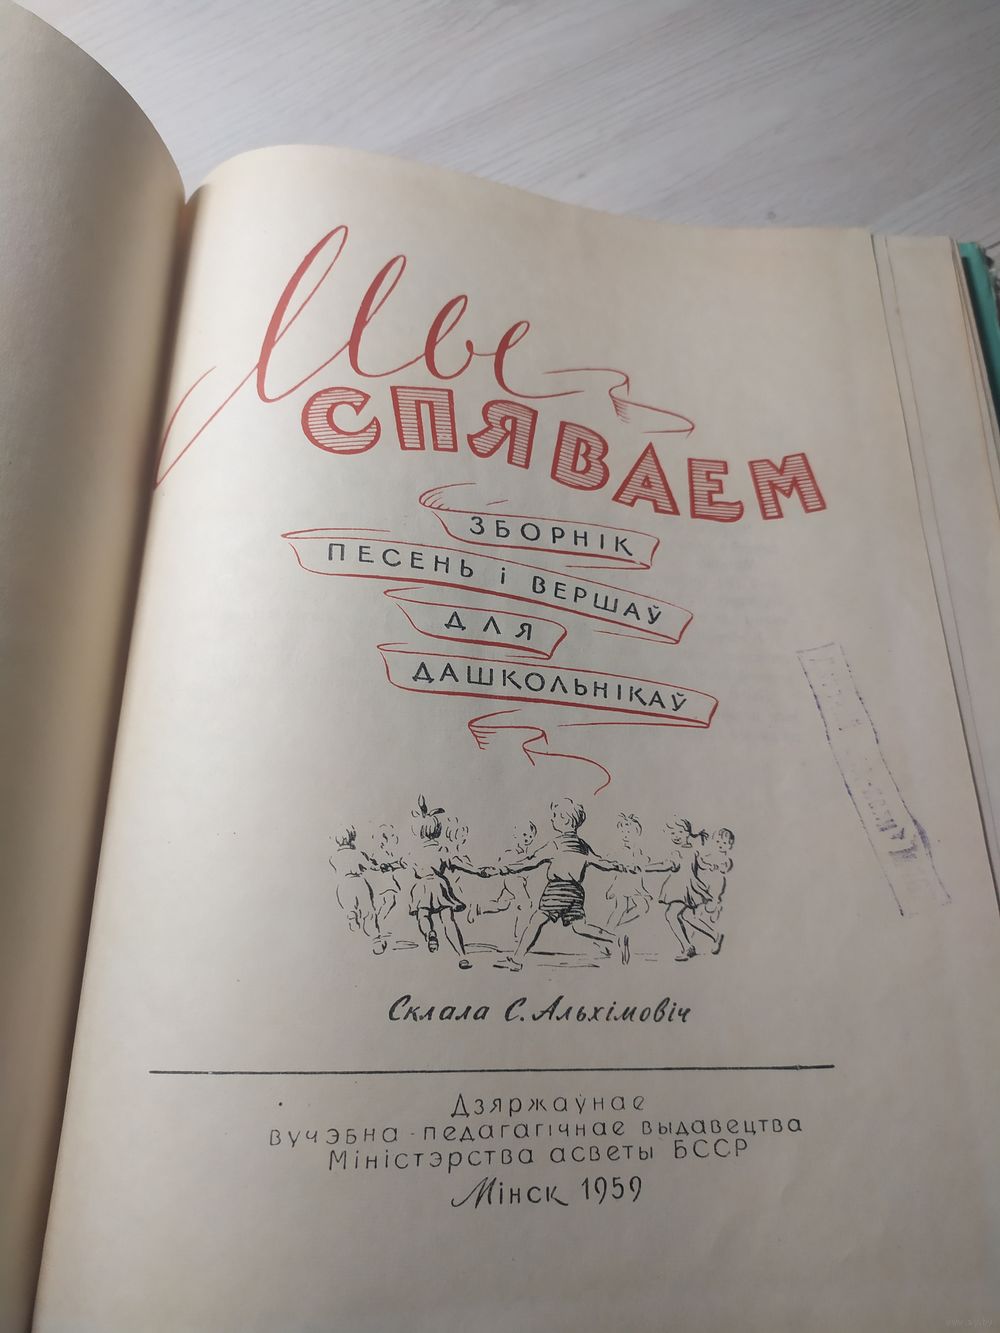 Мы
СПЯВАЕМ
ЗБОРНІК
ПЕСЕНЬ і ВЕРШАЎ
ДЛЯ
ДАШКОЛЬНІКАЎ
Склала С. Альхімовіч
Дзяржаўнае
вучэбна-педагагічнае выдавецтва
Міністэрства асветы БССР
Мінск 1959